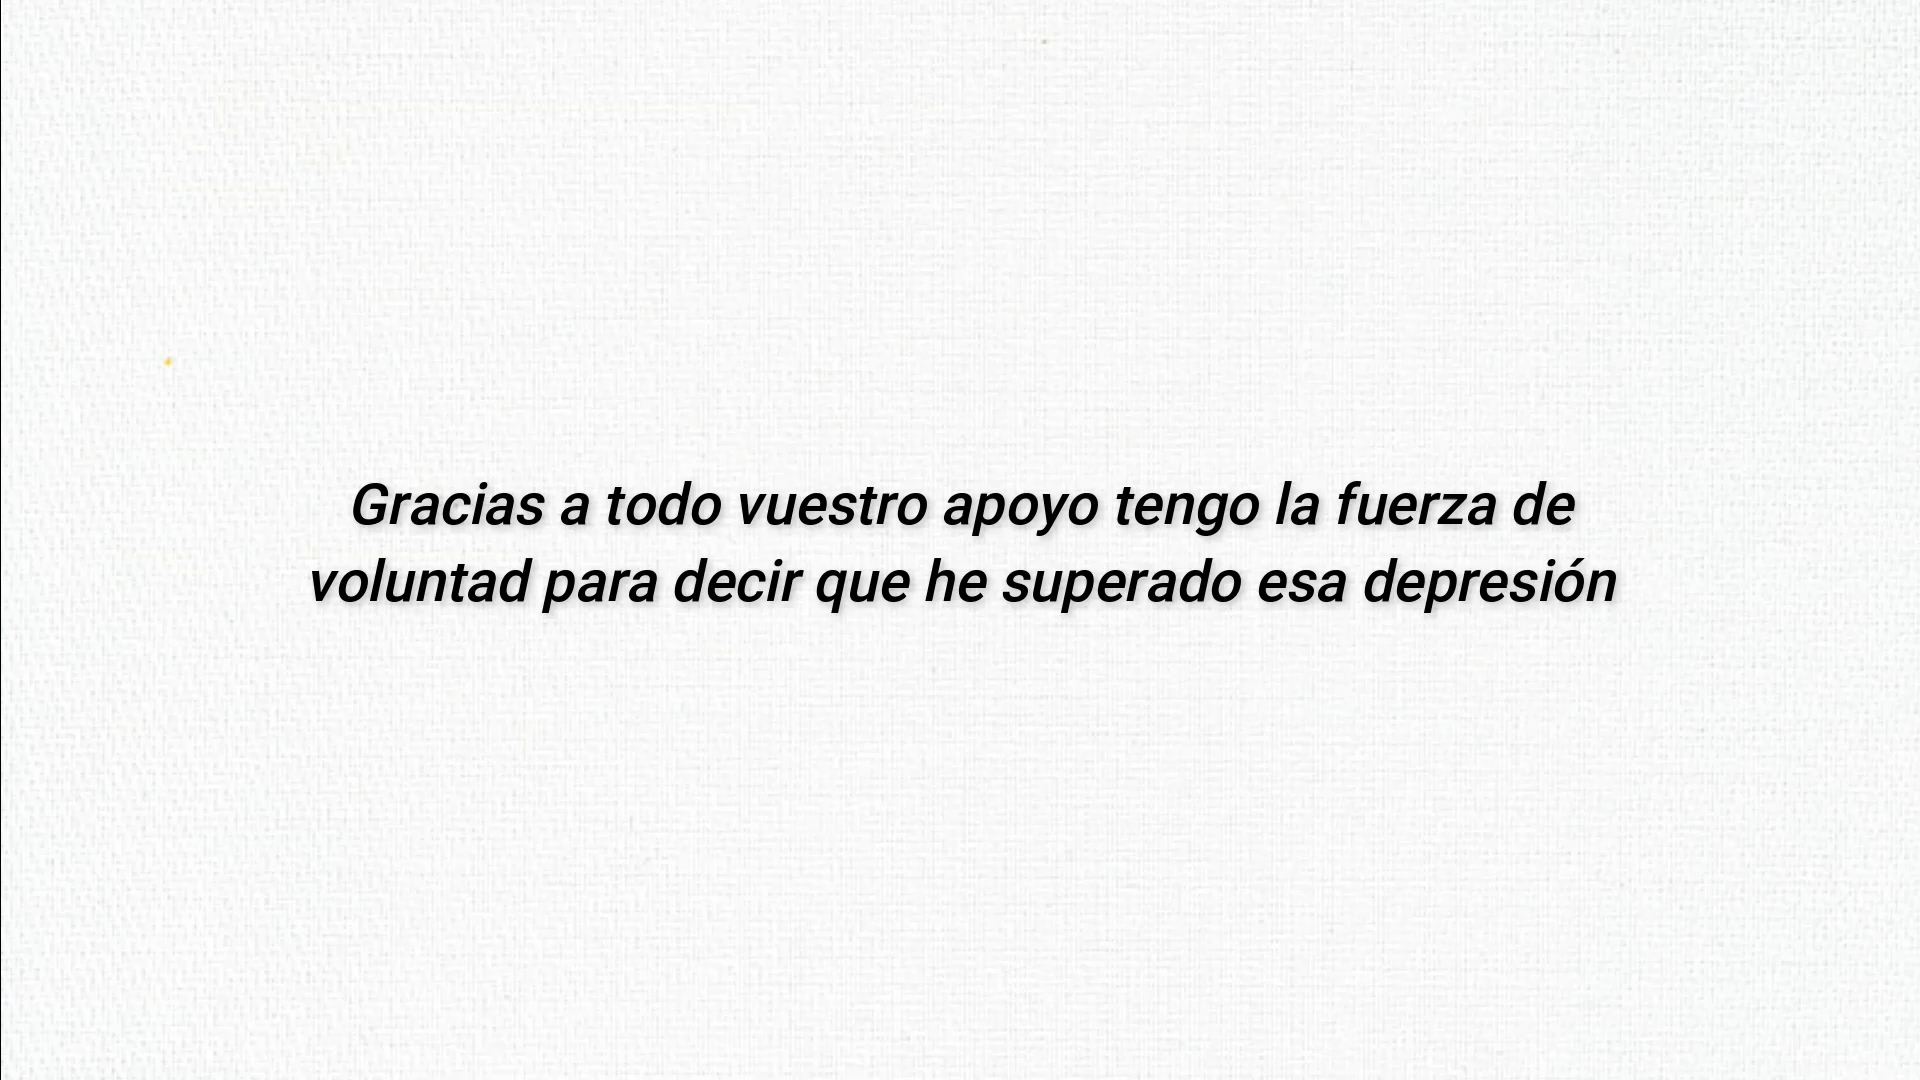 Gracias a todo vuestro apoyo tengo la fuerza de
voluntad para decir que he superado esa depresión